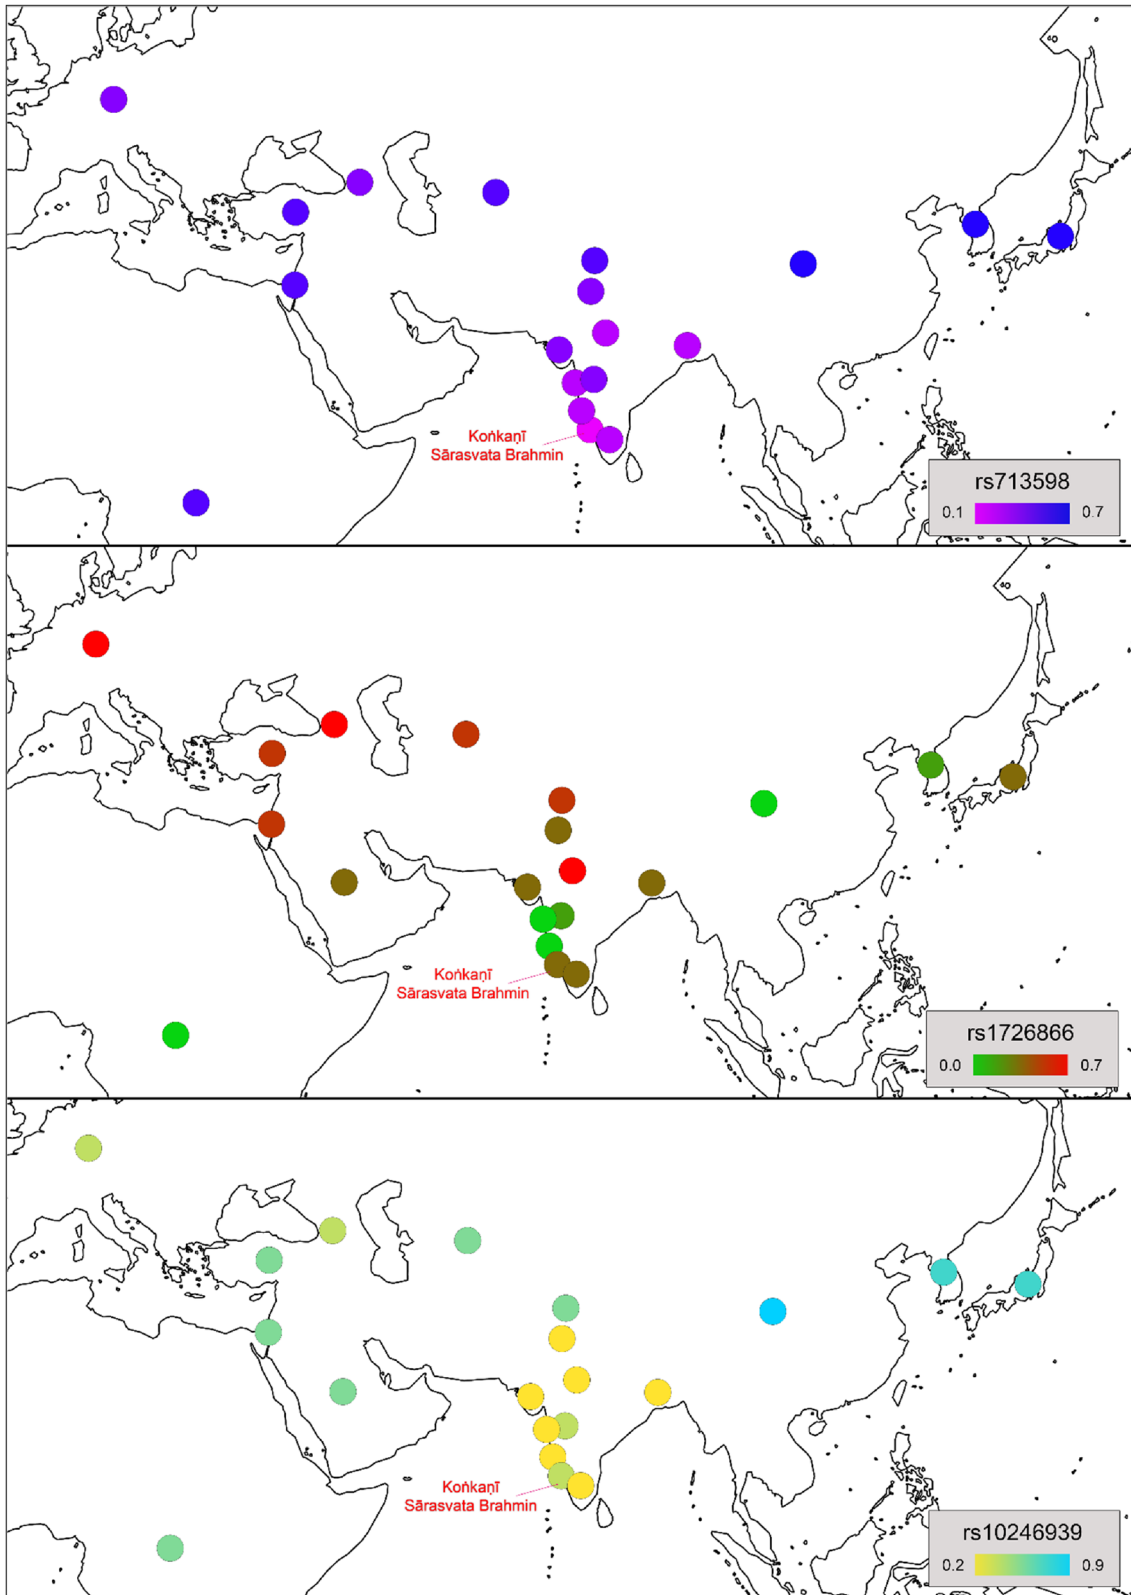 Koṅkaṇī
Sārasvata Brahmin
rs713598
0.1 0.7
Koṅkaṇī
Sārasvata Brahmin
rs1726866
0.0 0.7
Koṅkaṇī
Sārasvata Brahmin
rs10246939
0.2 0.9